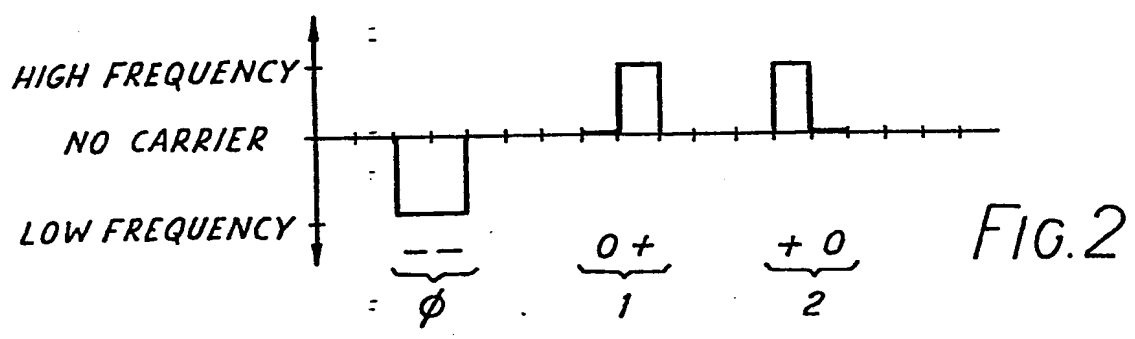 HIGH FREQUENCY
NO CARRIER
LOW FREQUENCY
-- 0+ +0
φ 1 2
FIG.2